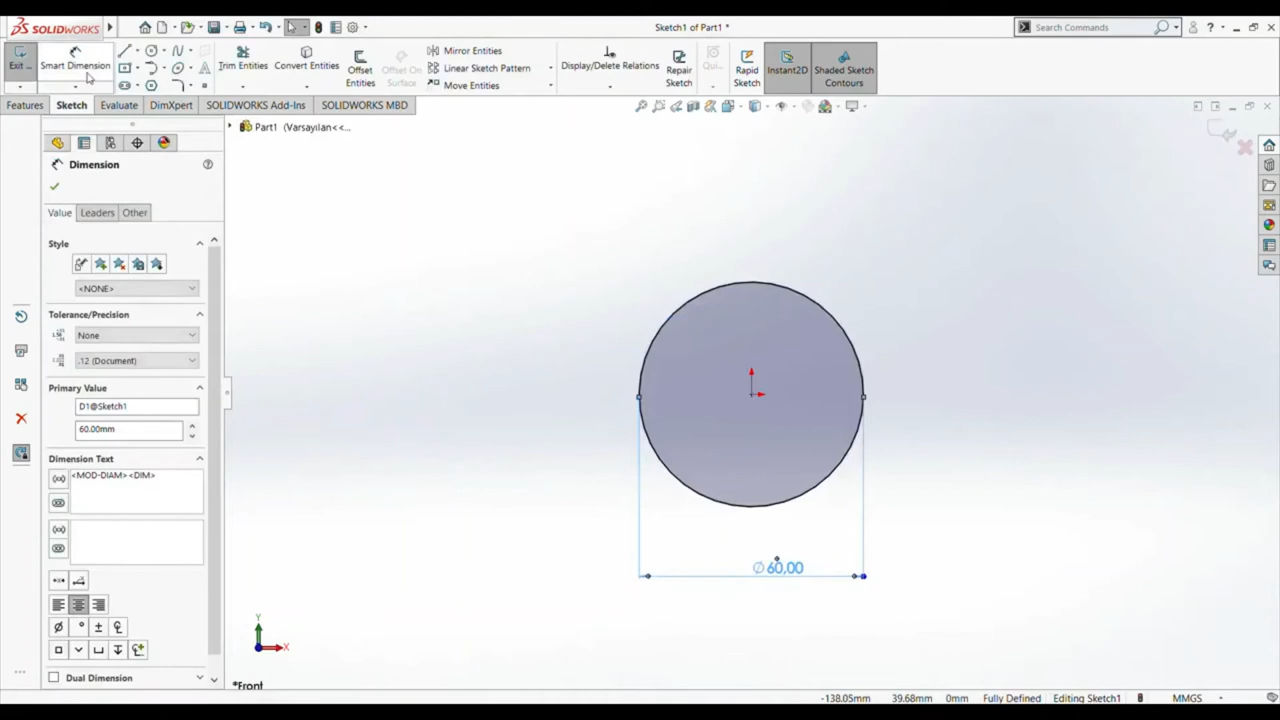 SOLIDWORKS
Sketch1 of Part1 *
Search Commands
Exit ...
Smart Dimension
Trim Entities
Convert Entities
Offset Entities
Offset On Surface
Mirror Entities
Linear Sketch Pattern
Move Entities
Display/Delete Relations
Repair Sketch
Qui...
Rapid Sketch
Instant2D
Shaded Sketch Contours
Features
Sketch
Evaluate
DimXpert
SOLIDWORKS Add-Ins
SOLIDWORKS MBD
Part1 (Varsayılan<<...
Dimension
Value
Leaders
Other
Style
<NONE>
Tolerance/Precision
None
.12 (Document)
Primary Value
D1@Sketch1
60.00mm
Dimension Text
<MOD-DIAM><DIM>
Dual Dimension
∅60,00
Y
X
*Front
-138.05mm
39.68mm
0mm
Fully Defined
Editing Sketch1
MMGS